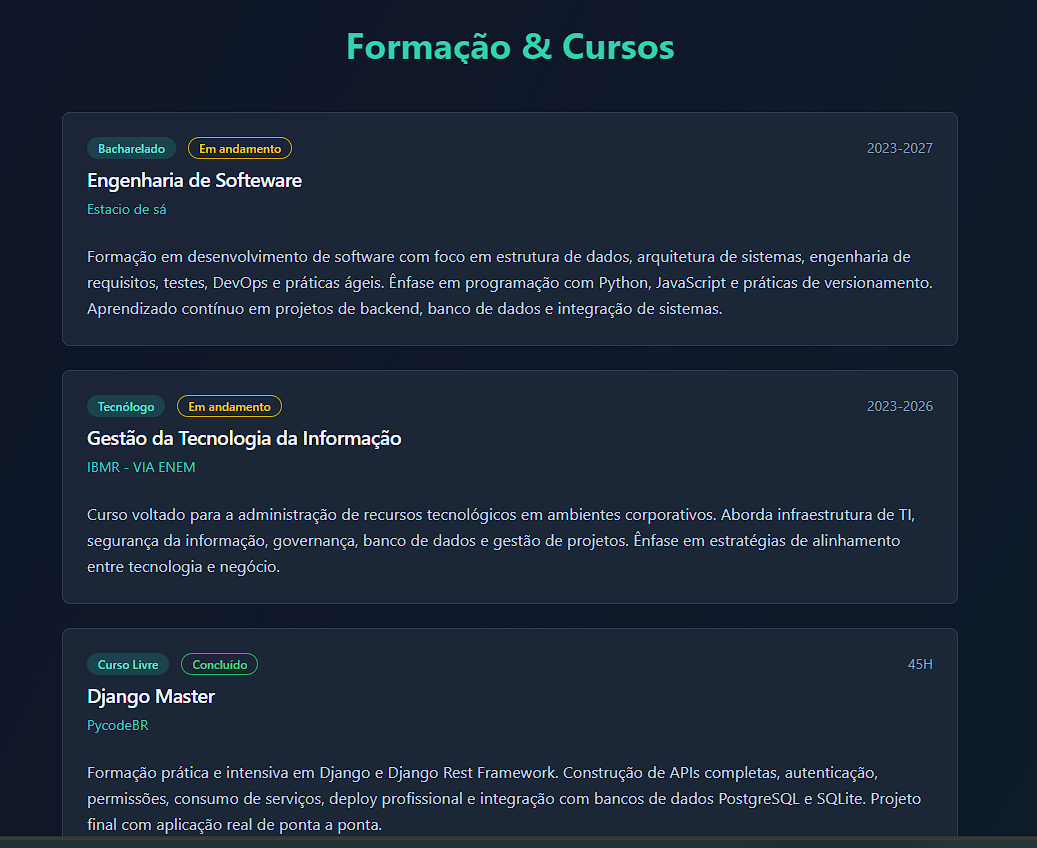 Formação & Cursos
Bacharelado Em andamento 2023-2027
Engenharia de Softeware
Estacio de sá
Formação em desenvolvimento de software com foco em estrutura de dados, arquitetura de sistemas, engenharia de
requisitos, testes, DevOps e práticas ágeis. Ênfase em programação com Python, JavaScript e práticas de versionamento.
Aprendizado contínuo em projetos de backend, banco de dados e integração de sistemas.
Tecnólogo Em andamento 2023-2026
Gestão da Tecnologia da Informação
IBMR - VIA ENEM
Curso voltado para a administração de recursos tecnológicos em ambientes corporativos. Aborda infraestrutura de TI,
segurança da informação, governança, banco de dados e gestão de projetos. Ênfase em estratégias de alinhamento
entre tecnologia e negócio.
Curso Livre Concluído 45H
Django Master
PycodeBR
Formação prática e intensiva em Django e Django Rest Framework. Construção de APIs completas, autenticação,
permissões, consumo de serviços, deploy profissional e integração com bancos de dados PostgreSQL e SQLite. Projeto
final com aplicação real de ponta a ponta.